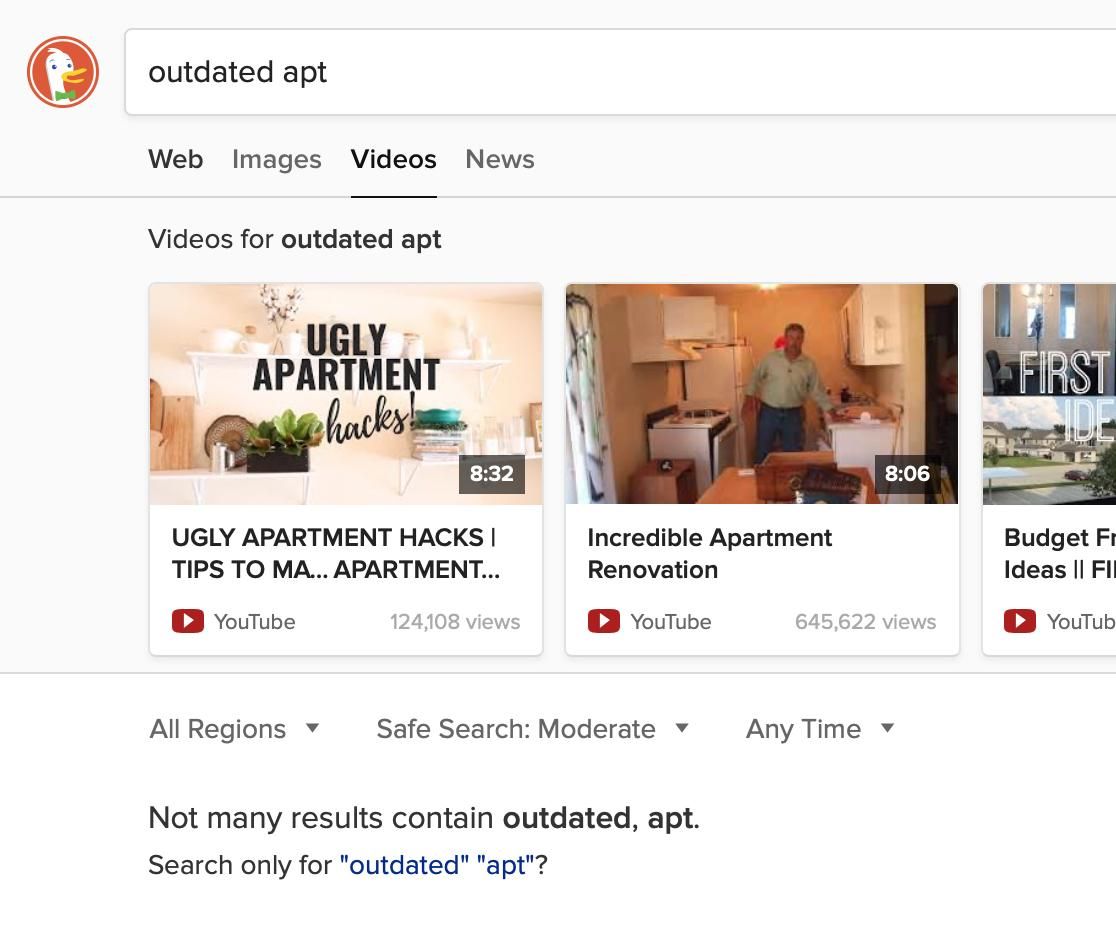 outdated apt
Web Images Videos News
Videos for outdated apt
UGLY
APARTMENT
hacks!
8:32
UGLY APARTMENT HACKS |
TIPS TO MA... APARTMENT...
YouTube 124,108 views
8:06
Incredible Apartment
Renovation
YouTube 645,622 views
FIRST
IDE
Budget Fr
Ideas || FI
YouTub
All Regions Safe Search: Moderate Any Time
Not many results contain outdated, apt.
Search only for "outdated" "apt"?